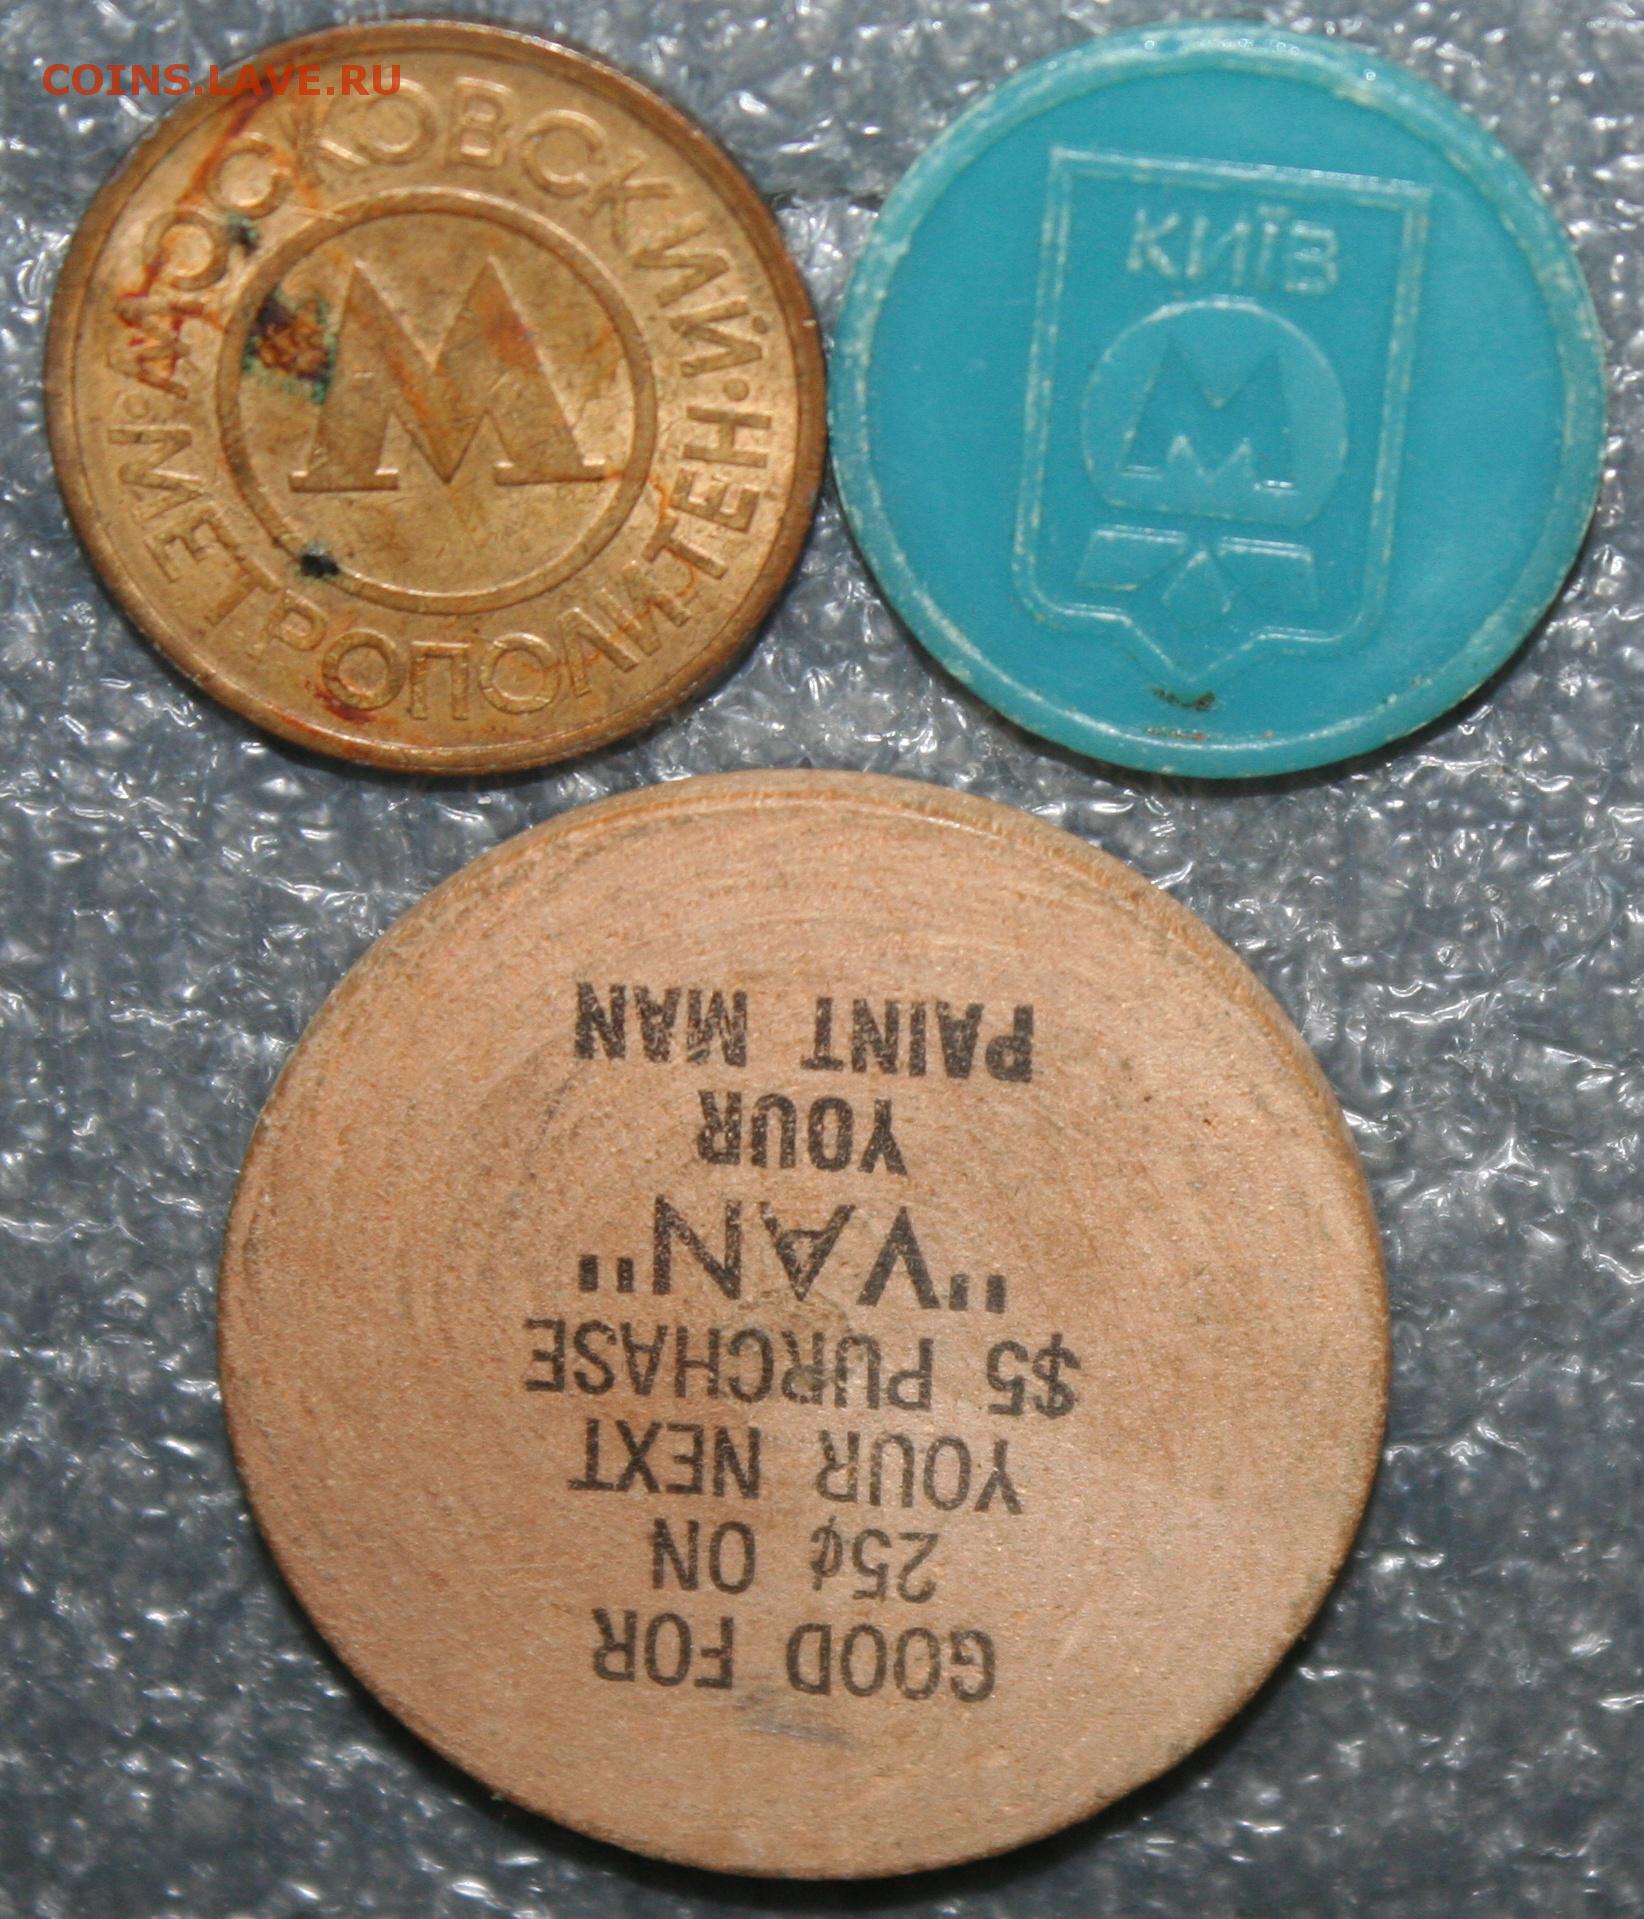 COINS.LAVE.RU
МОСКОВСКИЙ·МЕТРОПОЛИТЕН·
М
КИЇВ
М
GOOD FOR
25¢ ON
YOUR NEXT
$5 PURCHASE
"VAN"
YOUR
PAINT MAN